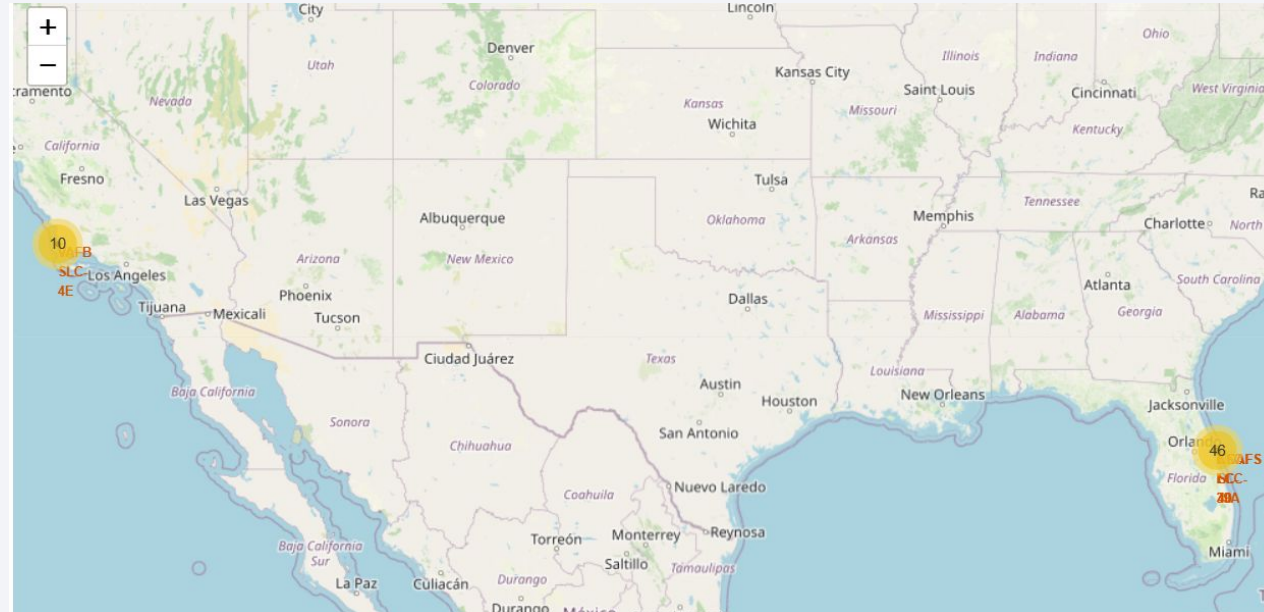 +
−
City
Lincoln
Denver
Utah
Colorado
Kansas City
Illinois
Indiana
Ohio
Saint Louis
Cincinnati
West Virginia
Nevada
Kansas
Missouri
Wichita
Kentucky
California
Fresno
Las Vegas
Tulsa
Albuquerque
Oklahoma
Memphis
Tennessee
Charlotte
North
Arkansas
10
Arizona
New Mexico
SLC-
4E
Los Angeles
Phoenix
Tucson
Tijuana
Mexicali
Dallas
Atlanta
South Carolina
Mississippi
Alabama
Georgia
Ciudad Juárez
Texas
Louisiana
Austin
Houston
New Orleans
Jacksonville
Baja California
Sonora
Chihuahua
San Antonio
46
Florida
Nuevo Laredo
Coahuila
Reynosa
Monterrey
Torreón
Saltillo
Tamaulipas
Miami
Baja California
Sur
La Paz
Culiacán
Durango
Durango
México